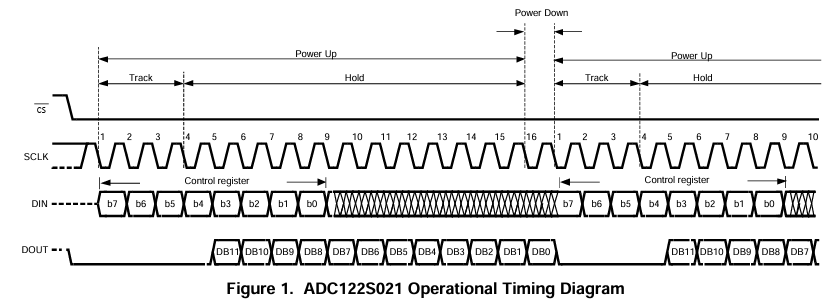 Power Down
Power Up
Power Up
Track
Hold
Track
Hold
CS
1 2 3 4 5 6 7 8 9 10 11 12 13 14 15 16 1 2 3 4 5 6 7 8 9 10
SCLK
Control register
Control register
DIN
b7 b6 b5 b4 b3 b2 b1 b0 b7 b6 b5 b4 b3 b2 b1 b0
DOUT
DB11 DB10 DB9 DB8 DB7 DB6 DB5 DB4 DB3 DB2 DB1 DB0 DB11 DB10 DB9 DB8 DB7
Figure 1. ADC122S021 Operational Timing Diagram